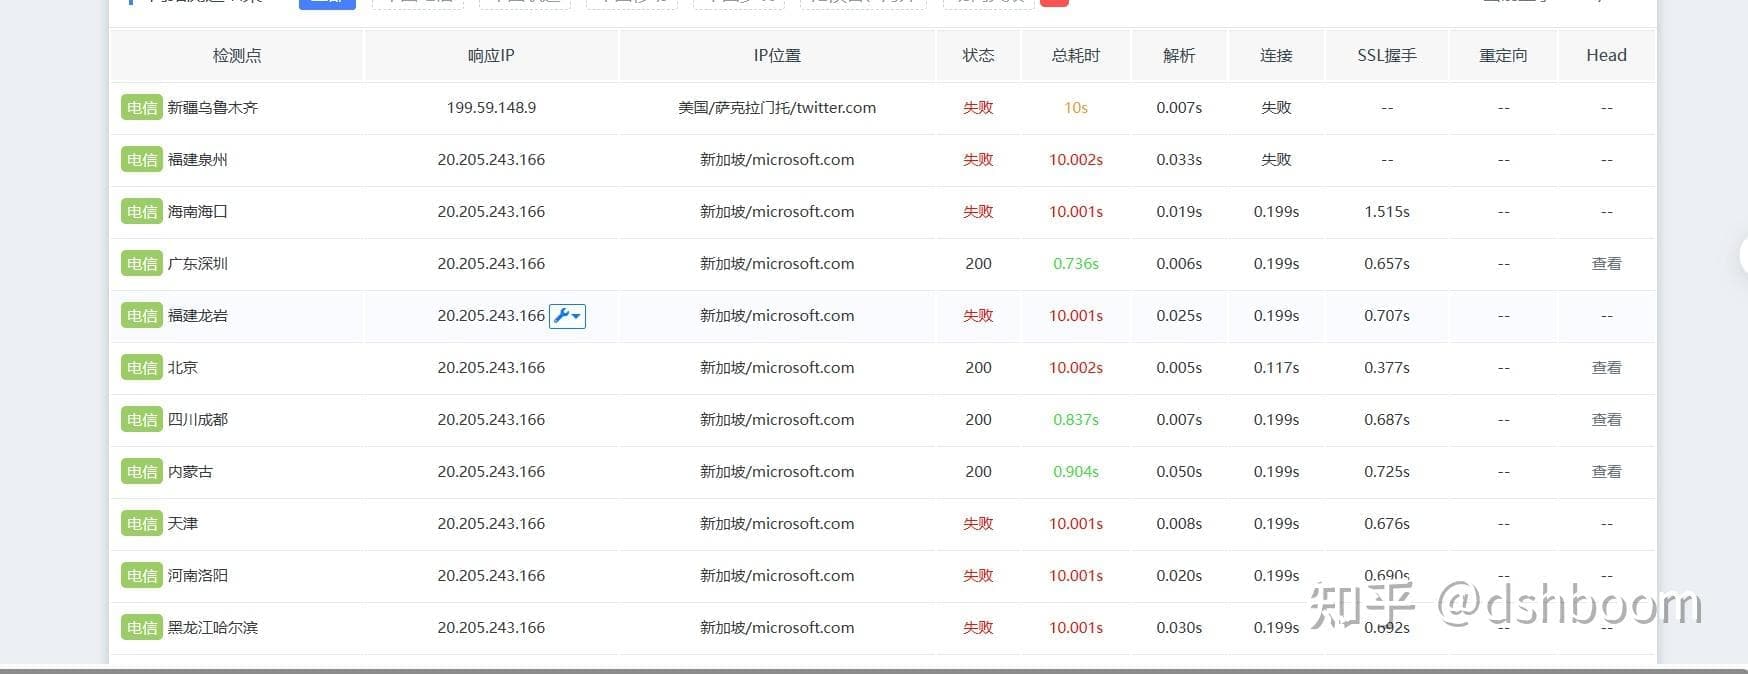 检测点 响应IP IP位置 状态 总耗时 解析 连接 SSL握手 重定向 Head
电信 新疆乌鲁木齐 199.59.148.9 美国/萨克拉门托/twitter.com 失败 10s 0.007s 失败 -- -- --
电信 福建泉州 20.205.243.166 新加坡/microsoft.com 失败 10.002s 0.033s 失败 -- -- --
电信 海南海口 20.205.243.166 新加坡/microsoft.com 失败 10.001s 0.019s 0.199s 1.515s -- --
电信 广东深圳 20.205.243.166 新加坡/microsoft.com 200 0.736s 0.006s 0.199s 0.657s -- 查看
电信 福建龙岩 20.205.243.166 新加坡/microsoft.com 失败 10.001s 0.025s 0.199s 0.707s -- --
电信 北京 20.205.243.166 新加坡/microsoft.com 200 10.002s 0.005s 0.117s 0.377s -- 查看
电信 四川成都 20.205.243.166 新加坡/microsoft.com 200 0.837s 0.007s 0.199s 0.687s -- 查看
电信 内蒙古 20.205.243.166 新加坡/microsoft.com 200 0.904s 0.050s 0.199s 0.725s -- 查看
电信 天津 20.205.243.166 新加坡/microsoft.com 失败 10.001s 0.008s 0.199s 0.676s -- --
电信 河南洛阳 20.205.243.166 新加坡/microsoft.com 失败 10.001s 0.020s 0.199s 0.690s -- --
知乎 @dshboom
电信 黑龙江哈尔滨 20.205.243.166 新加坡/microsoft.com 失败 10.001s 0.030s 0.199s 0.692s -- --